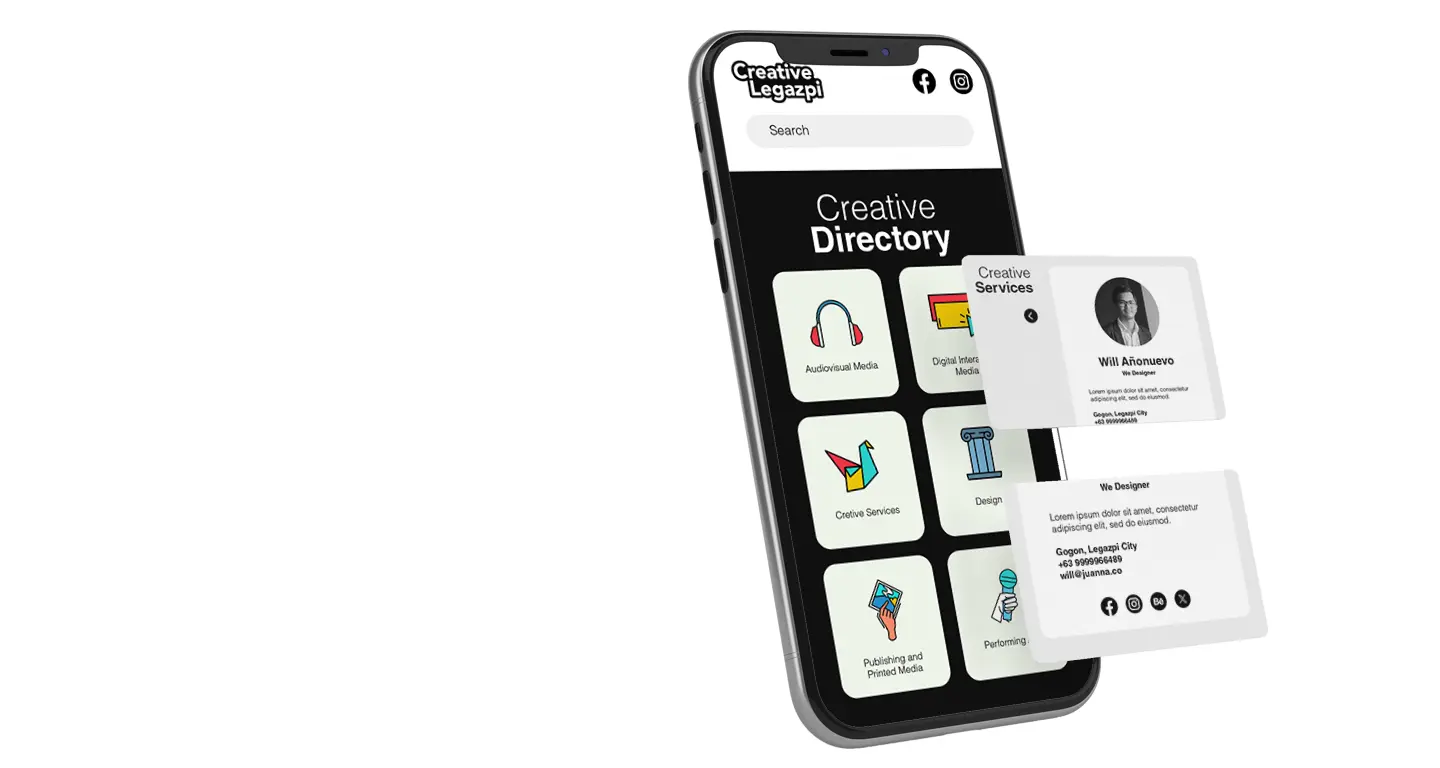 Creative
Legazpi
Search
Creative
Directory
Audiovisual Media
Digital
Media
Cretive Services
Design
Publishing and
Printed Media
Performing
Creative
Services
Will Añonuevo
We Designer
Lorem ipsum dolor sit amet, consectetur
adipiscing elit, sed do eiusmod.
Gogon, Legazpi City
+63 9999966489
We Designer
Lorem ipsum dolor sit amet, consectetur
adipiscing elit, sed do eiusmod.
Gogon, Legazpi City
+63 9999966489
will@juanna.co
Bē